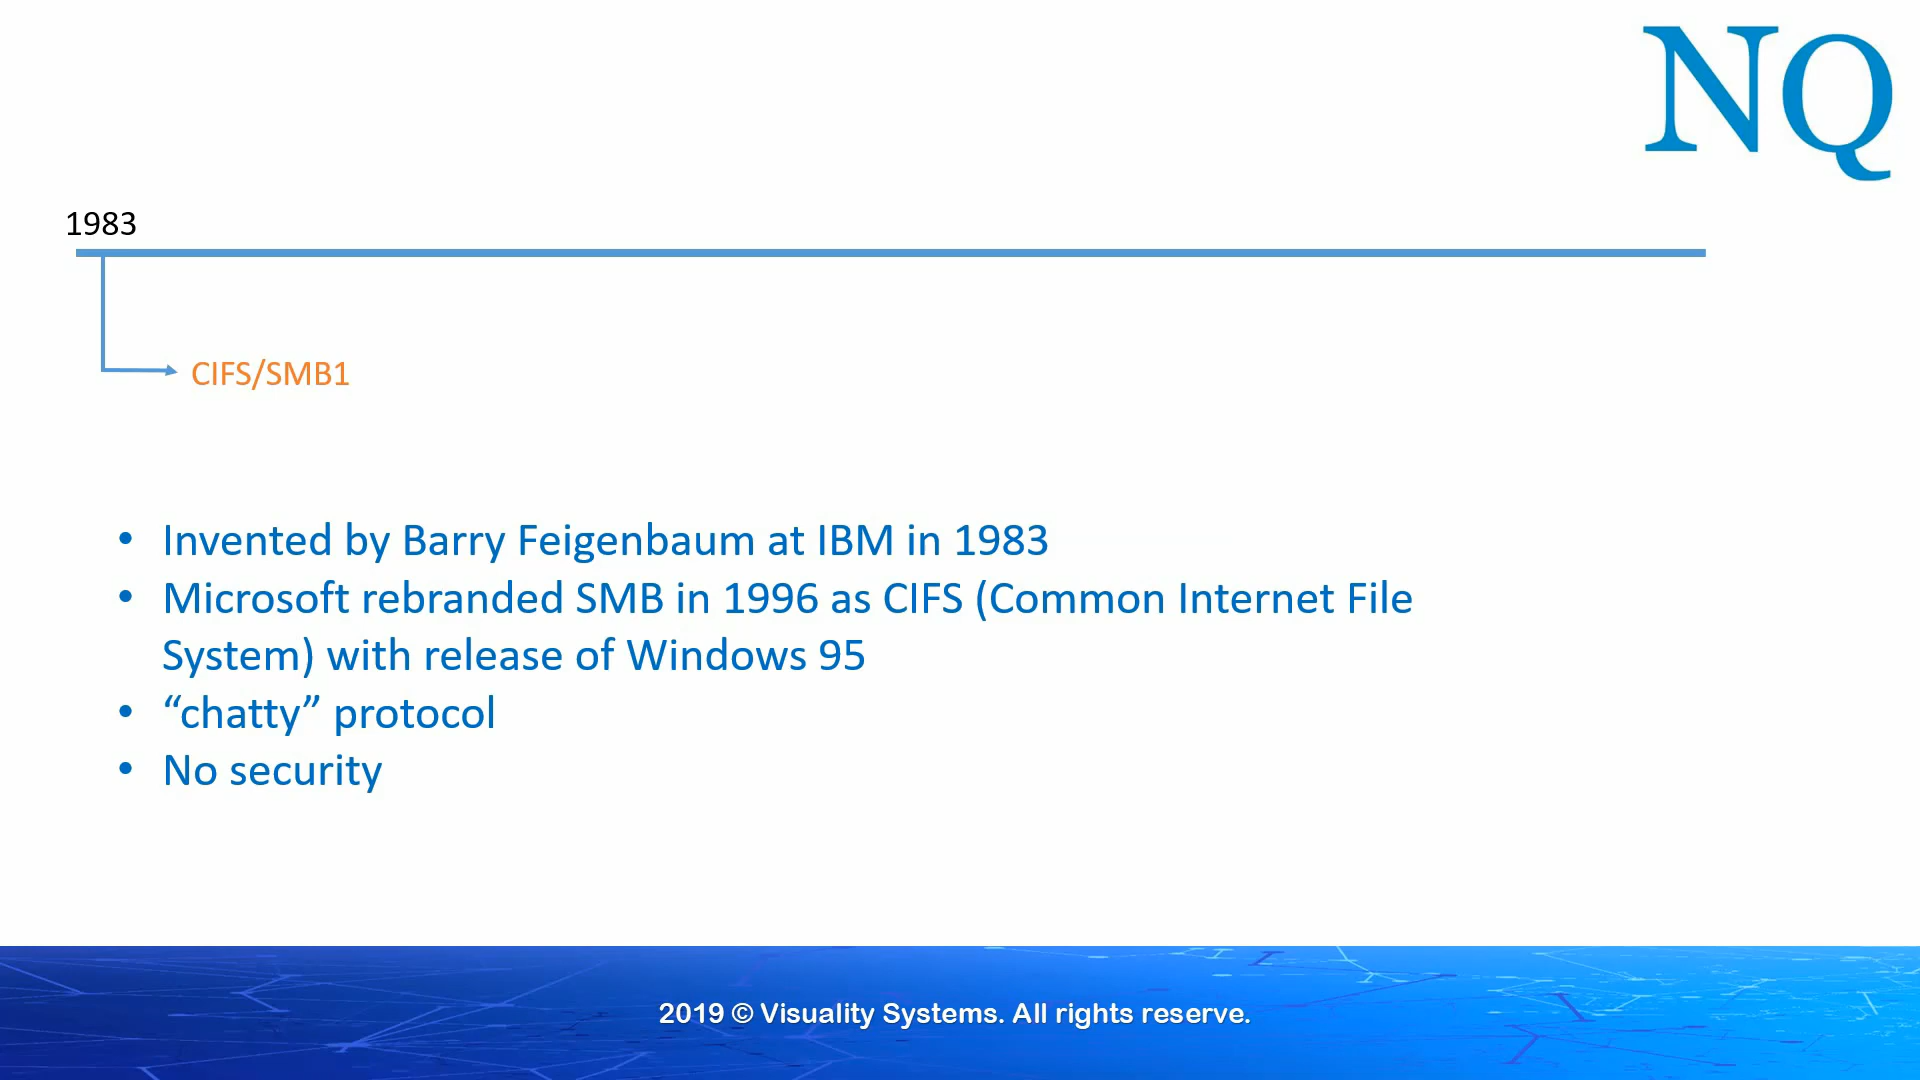 NQ
1983
CIFS/SMB1
• Invented by Barry Feigenbaum at IBM in 1983
• Microsoft rebranded SMB in 1996 as CIFS (Common Internet File
System) with release of Windows 95
• “chatty” protocol
• No security
2019 © Visuality Systems. All rights reserve.